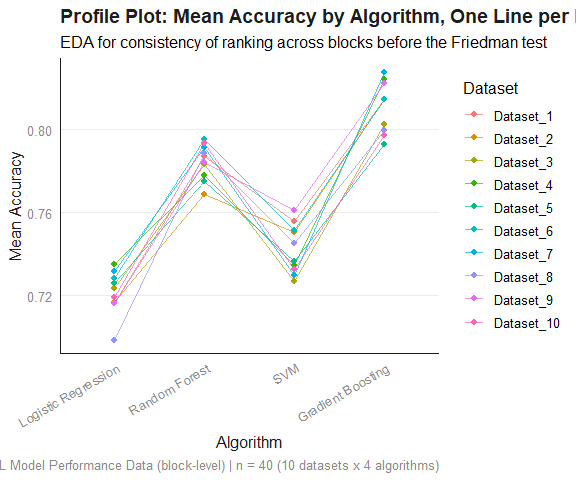 Profile Plot: Mean Accuracy by Algorithm, One Line per
EDA for consistency of ranking across blocks before the Friedman test
Mean Accuracy
0.80
0.76
0.72
Logistic Regression
Random Forest
SVM
Gradient Boosting
Algorithm
Dataset
Dataset_1
Dataset_2
Dataset_3
Dataset_4
Dataset_5
Dataset_6
Dataset_7
Dataset_8
Dataset_9
Dataset_10
L Model Performance Data (block-level) | n = 40 (10 datasets x 4 algorithms)